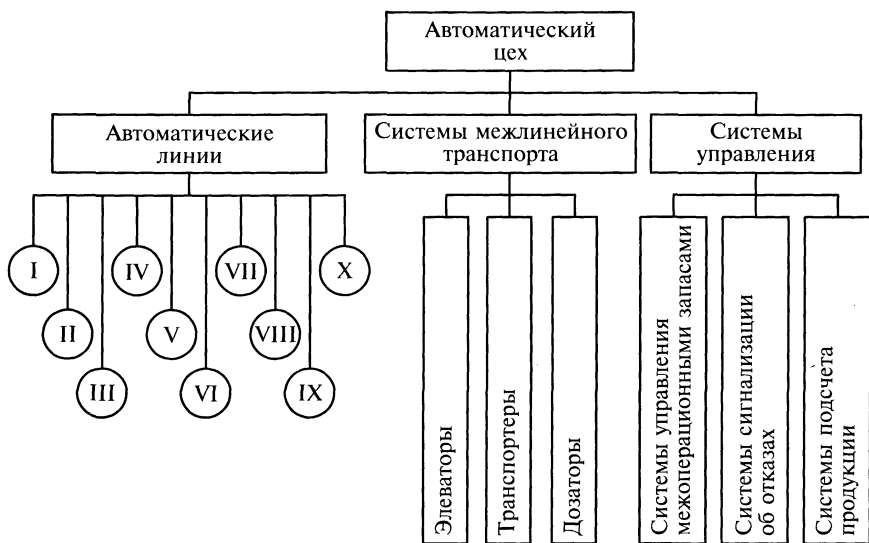 Автоматический
цех
Автоматические
линии
Системы межлинейного
транспорта
Системы
управления
I
II
III
IV
V
VI
VII
VIII
IX
X
Элеваторы
Транспортеры
Дозаторы
Системы управления
межоперационными запасами
Системы сигнализации
об отказах
Системы подсчета
продукции